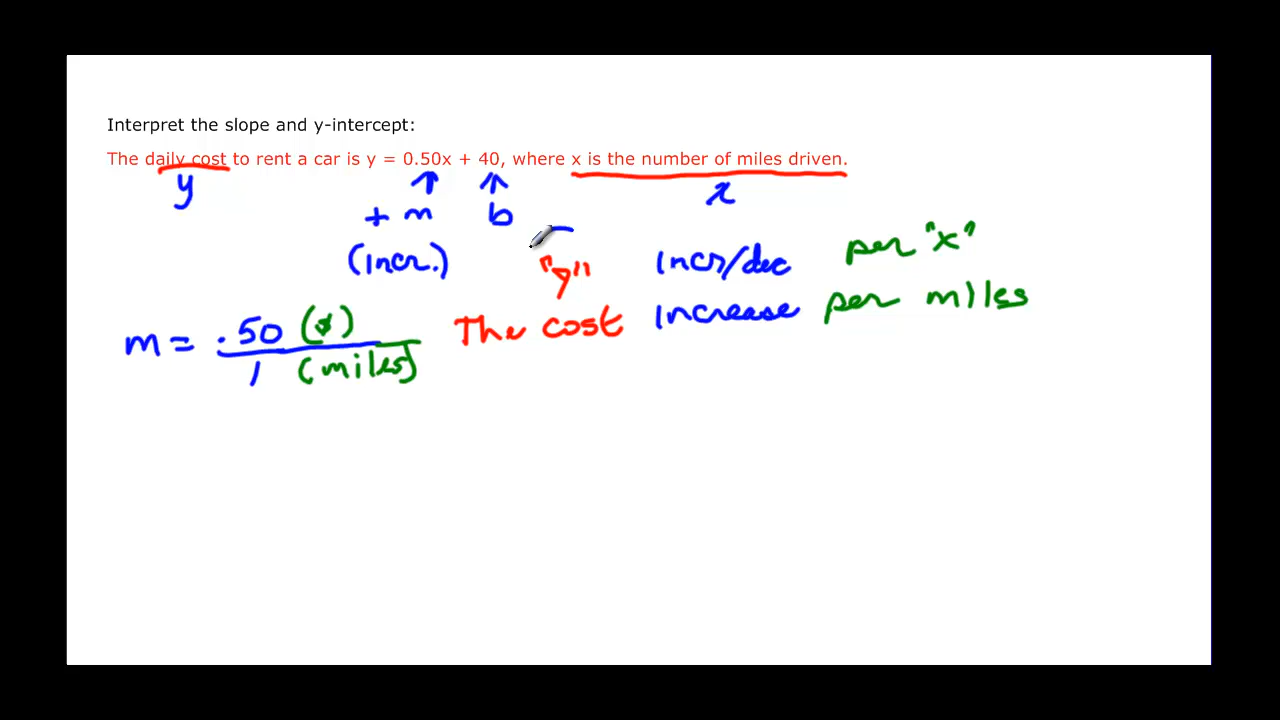 Interpret the slope and y-intercept:
The daily cost to rent a car is y = 0.50x + 40, where x is the number of miles driven.
y + m b x
(incr.) "y" incr/dec per "x"
m = .50 ($) The cost increase per miles
1 (miles)